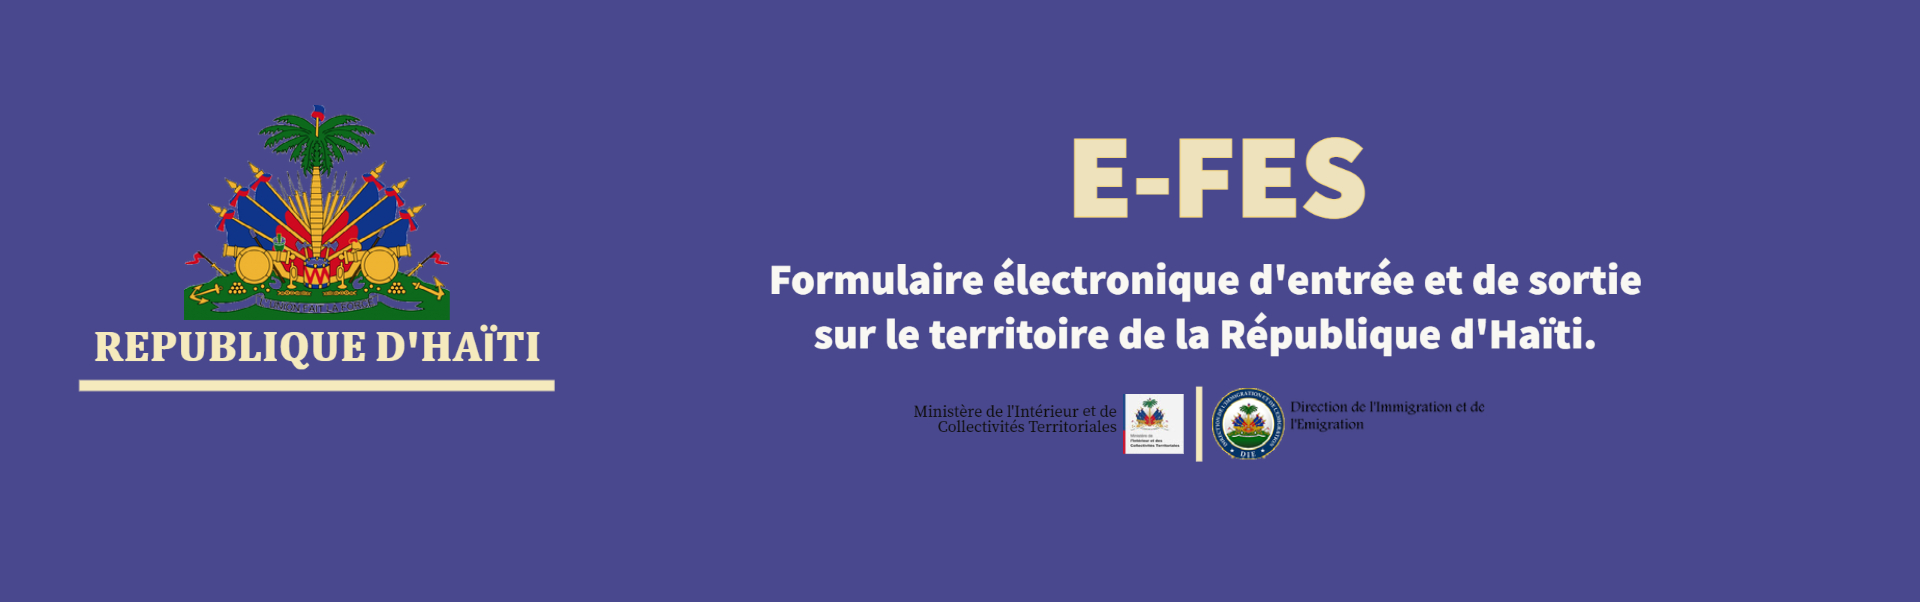 REPUBLIQUE D'HAÏTI
E-FES
Formulaire électronique d'entrée et de sortie
sur le territoire de la République d'Haïti.
Ministère de l'Intérieur et de
Collectivités Territoriales
Ministère de
l'Intérieur et des
Collectivités Territoriales
DIRECTION DE L'IMMIGRATION ET DE L'EMIGRATION
DIE
Direction de l'Immigration et de
l'Emigration